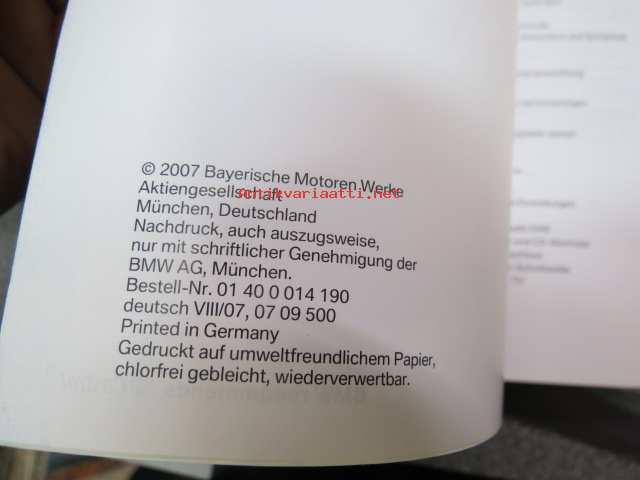 © 2007 Bayerische Motoren Werke
Aktiengesellschaft
Antikvariaatti.net
München, Deutschland
Nachdruck, auch auszugsweise,
nur mit schriftlicher Genehmigung der
BMW AG, München.
Bestell-Nr. 01 40 0 014 190
deutsch VIII/07, 07 09 500
Printed in Germany
Gedruckt auf umweltfreundlichem Papier,
chlorfrei gebleicht, wiederverwertbar.